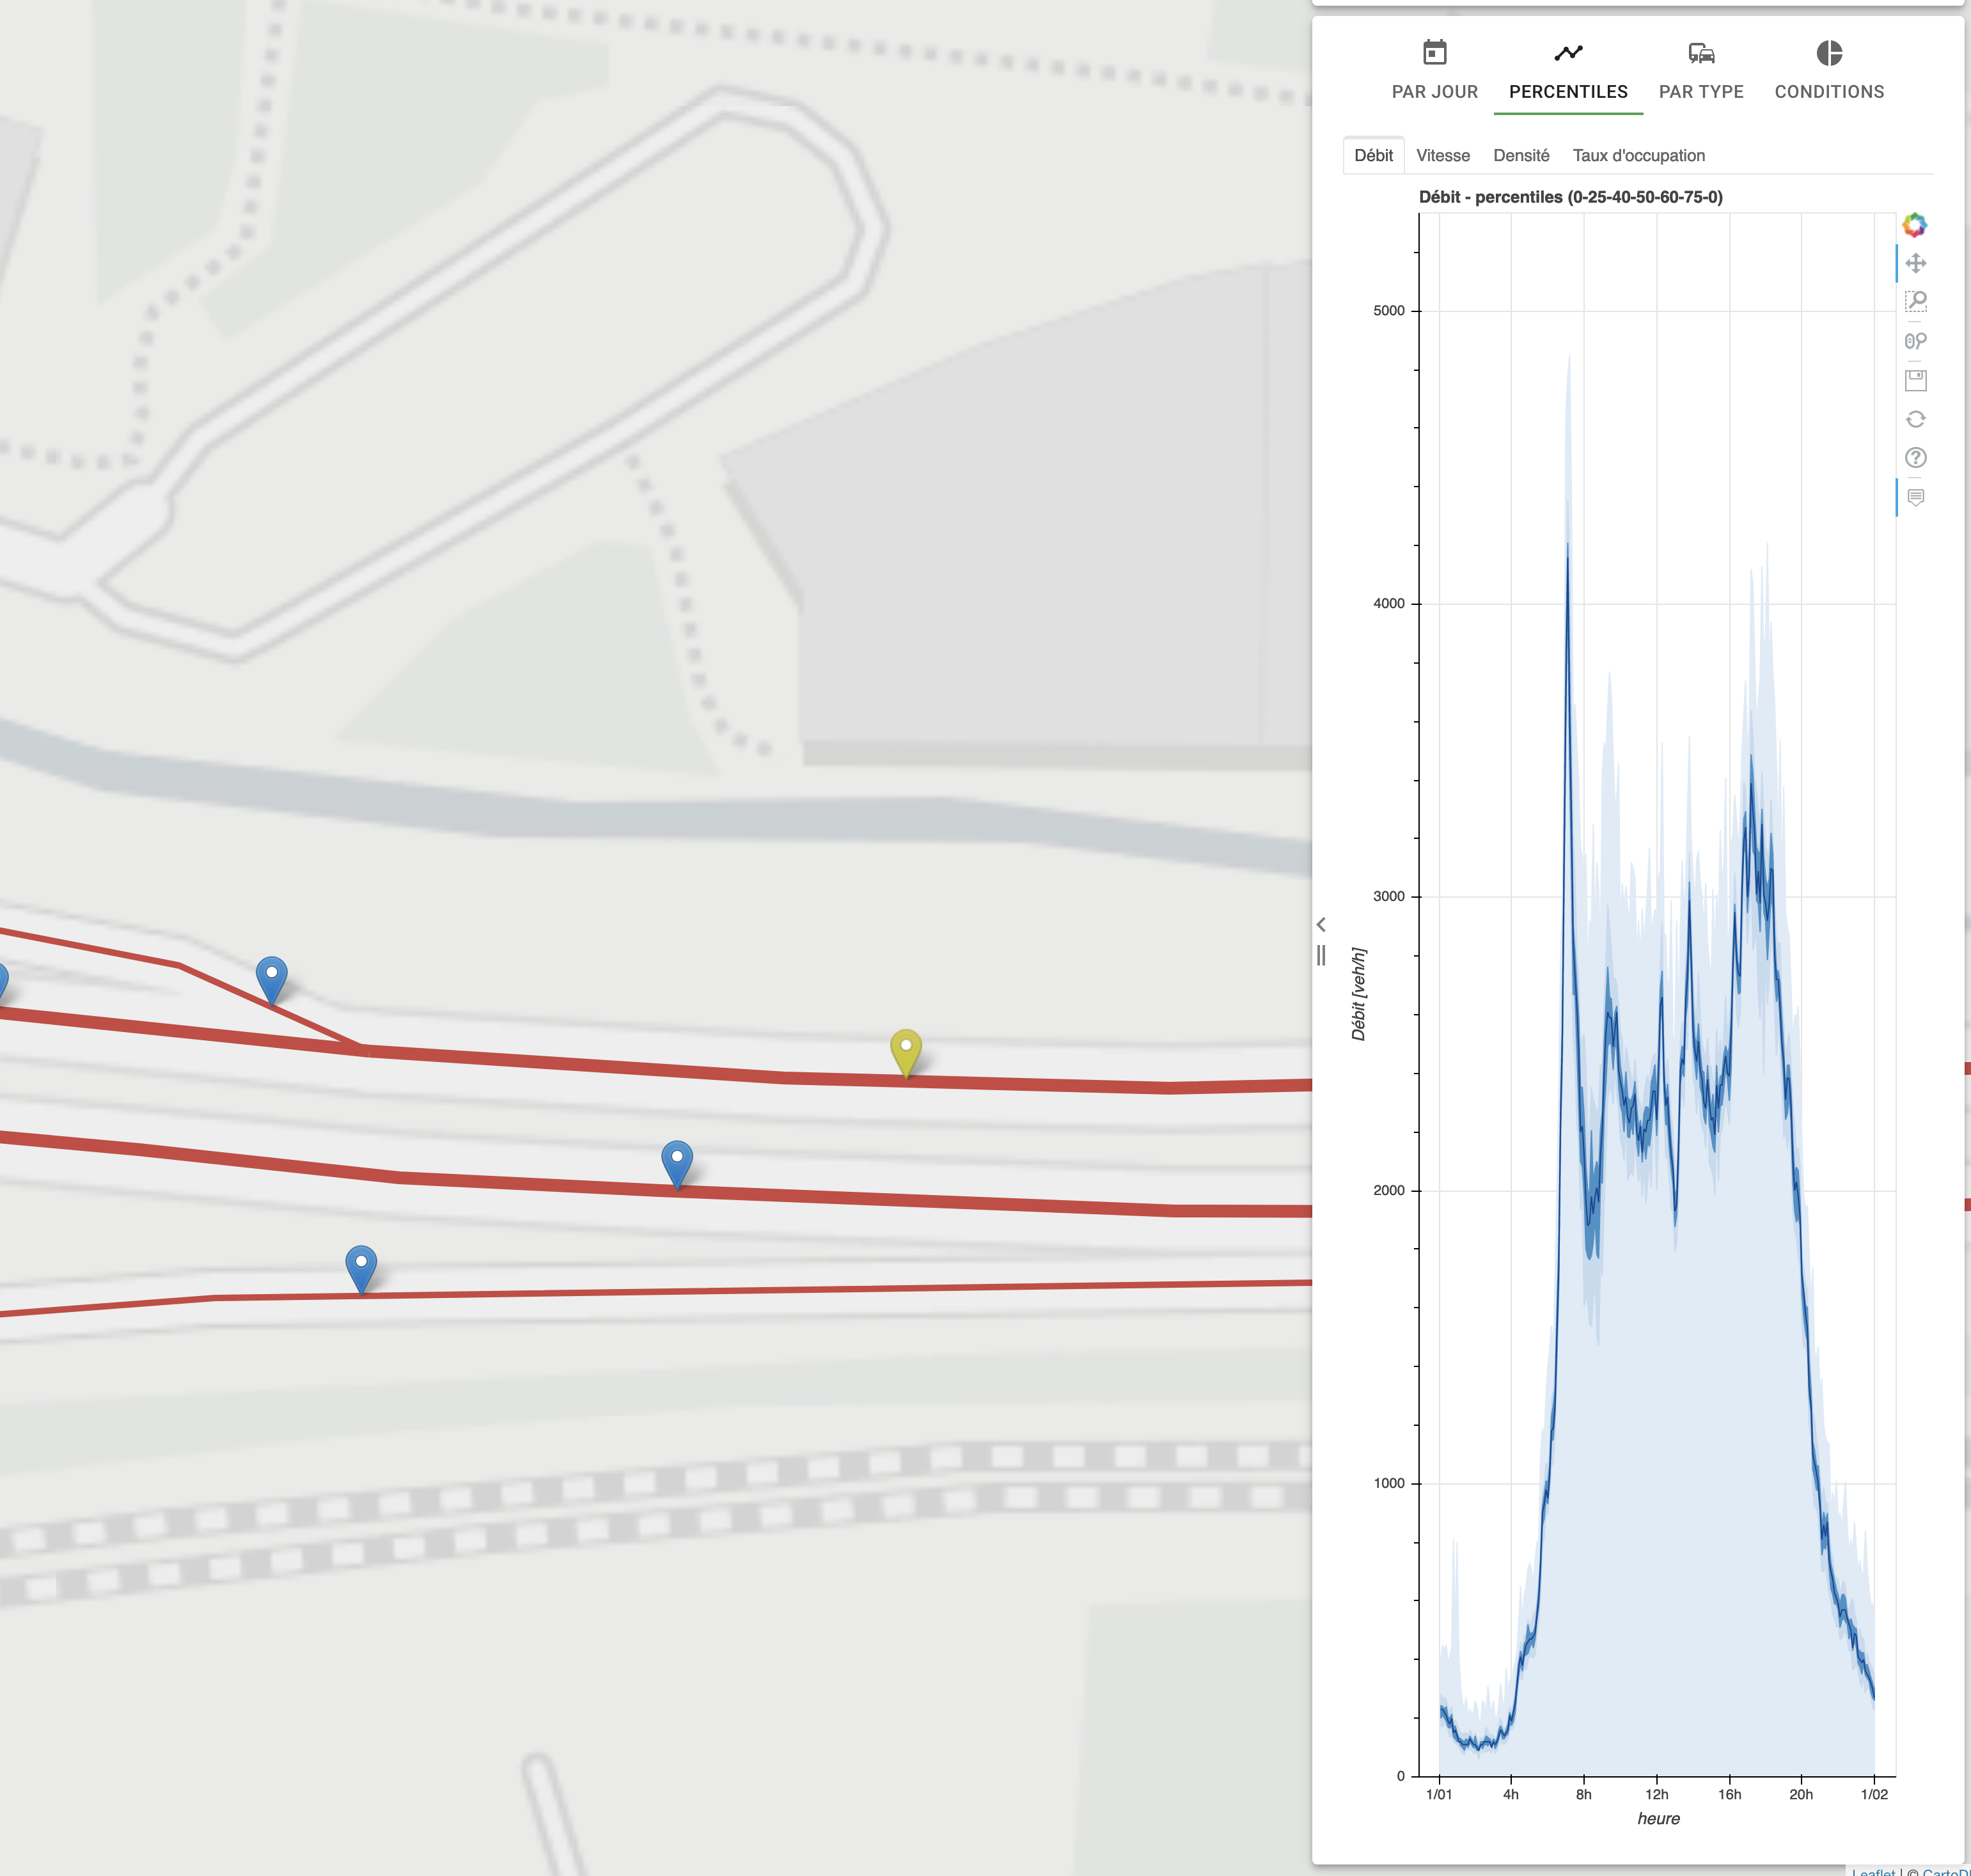 PAR JOUR PERCENTILES PAR TYPE CONDITIONS
Débit Vitesse Densité Taux d'occupation
Débit - percentiles (0-25-40-50-60-75-0)
5000
4000
3000
2000
1000
0
Débit [veh/h]
1/01 4h 8h 12h 16h 20h 1/02
heure
Leaflet | ©